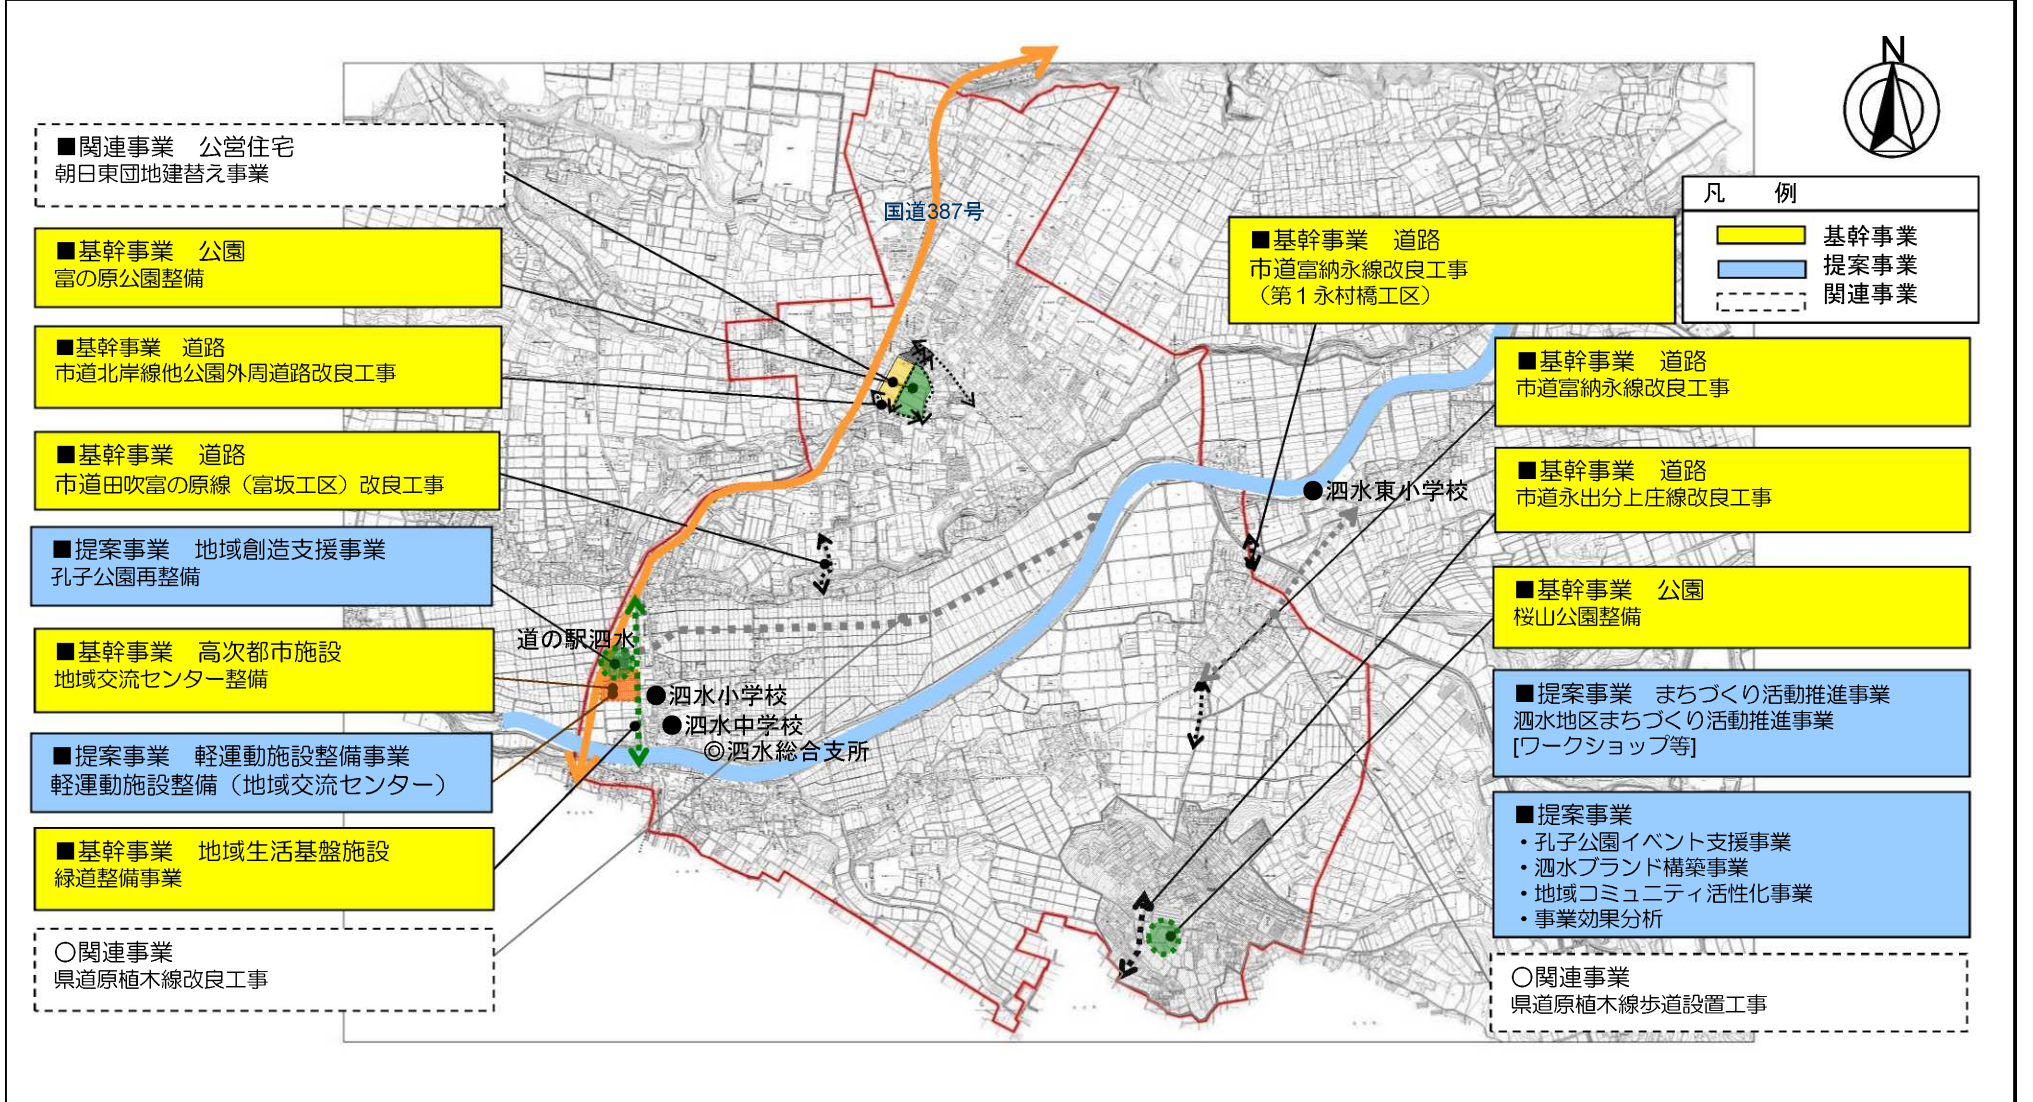 ■関連事業　公営住宅
朝日東団地建替え事業
■基幹事業　公園
富の原公園整備
■基幹事業　道路
市道北岸線他公園外周道路改良工事
■基幹事業　道路
市道田吹富の原線（富坂工区）改良工事
■提案事業　地域創造支援事業
孔子公園再整備
■基幹事業　高次都市施設
地域交流センター整備
■提案事業　軽運動施設整備事業
軽運動施設整備（地域交流センター）
■基幹事業　地域生活基盤施設
緑道整備事業
○関連事業
県道原植木線改良工事
国道387号
道の駅泗水
●泗水小学校
●泗水中学校
◎泗水総合支所
●泗水東小学校
N
凡　例
基幹事業
提案事業
関連事業
■基幹事業　道路
市道富納永線改良工事
（第１永村橋工区）
■基幹事業　道路
市道富納永線改良工事
■基幹事業　道路
市道永出分上庄線改良工事
■基幹事業　公園
桜山公園整備
■提案事業　まちづくり活動推進事業
泗水地区まちづくり活動推進事業
[ワークショップ等]
■提案事業
・孔子公園イベント支援事業
・泗水ブランド構築事業
・地域コミュニティ活性化事業
・事業効果分析
○関連事業
県道原植木線歩道設置工事